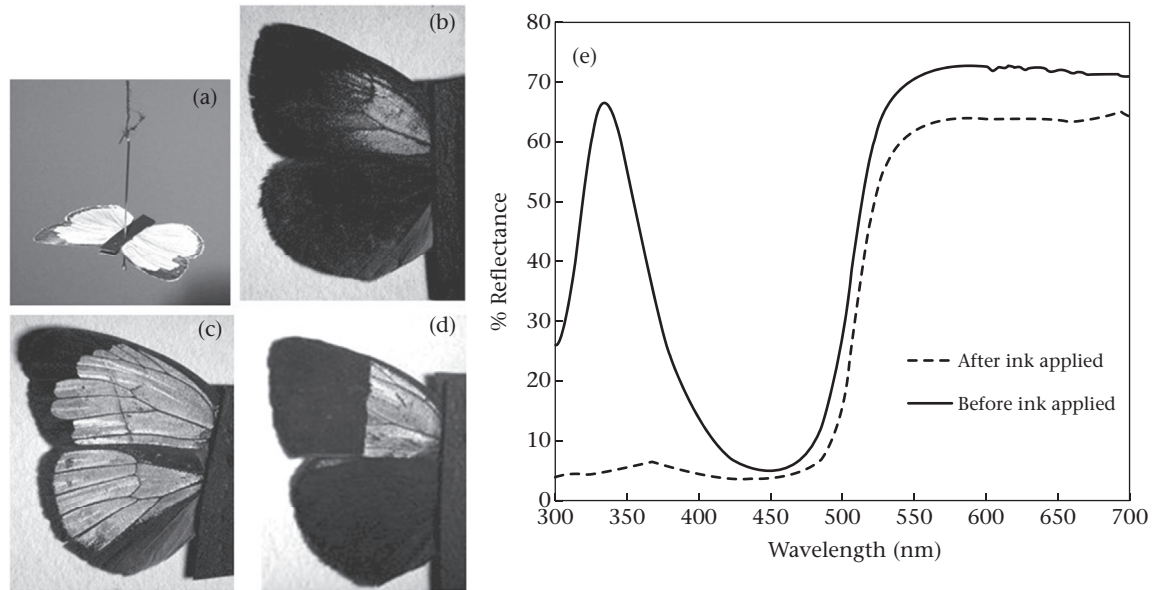 (a)
(b)
(c)
(d)
(e)
80
70
60
50
40
30
20
10
0
% Reflectance
After ink applied
Before ink applied
300 350 400 450 500 550 600 650 700
Wavelength (nm)